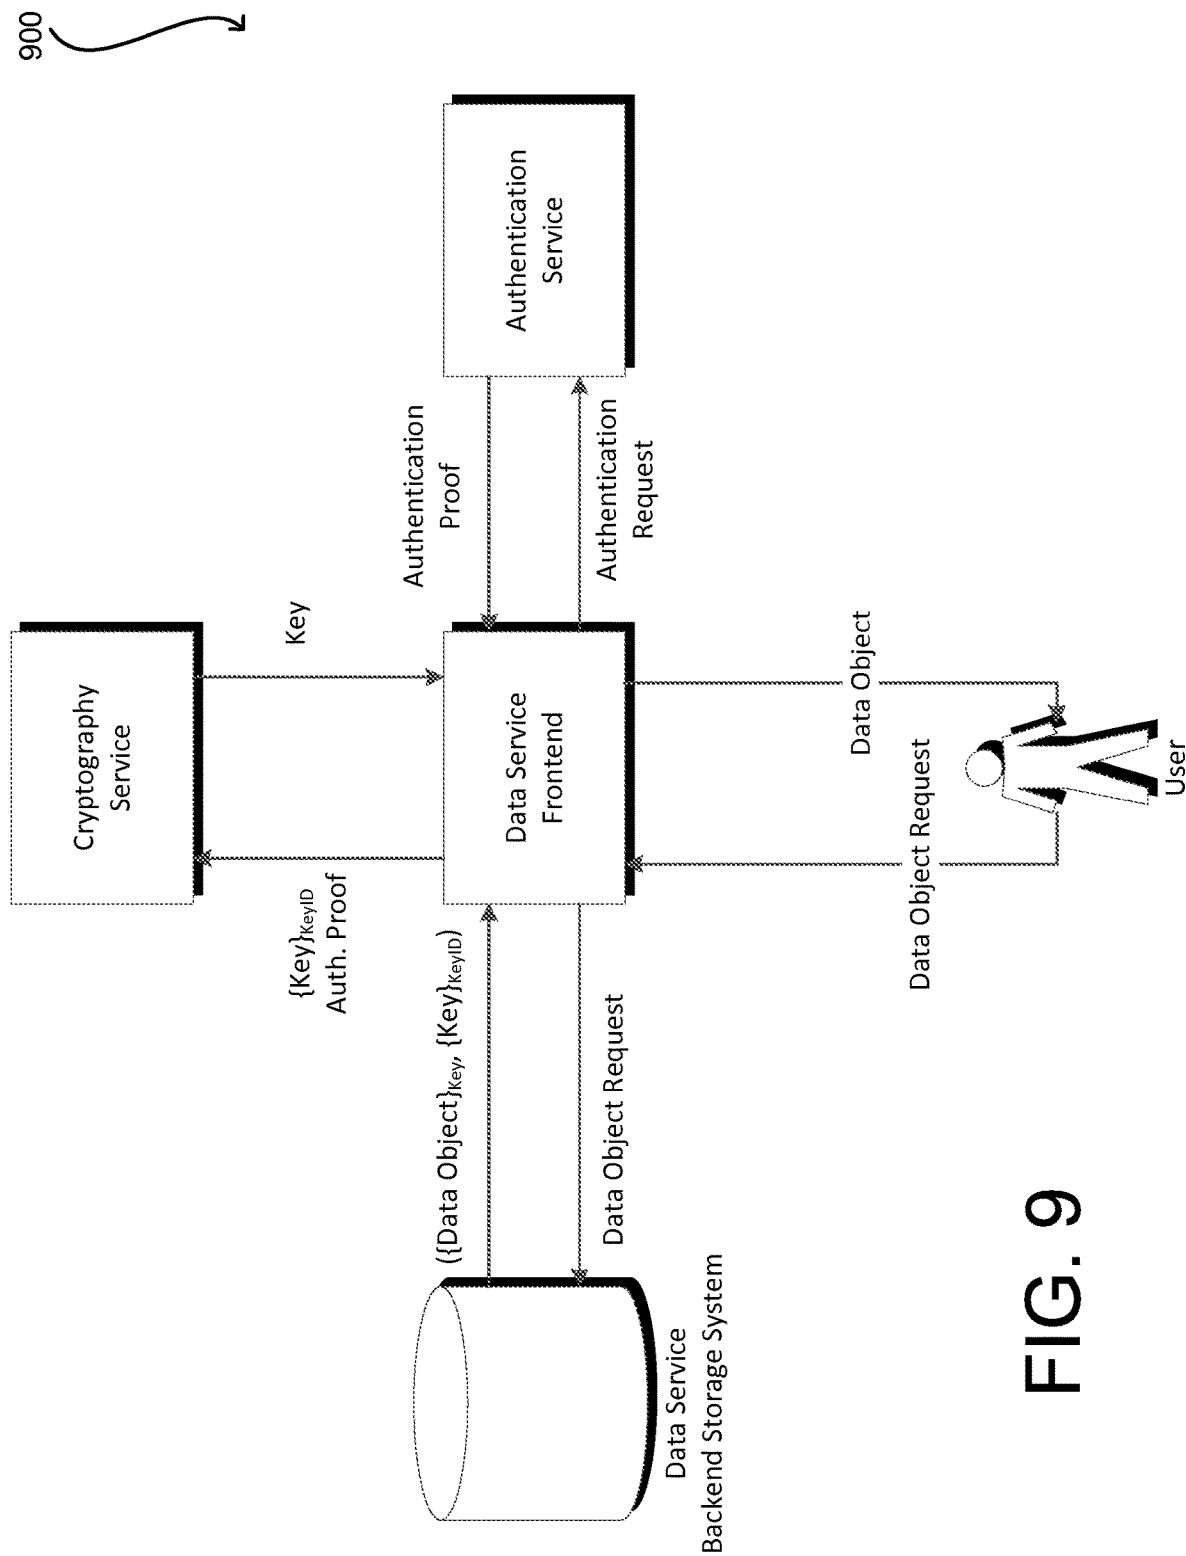 900
Cryptography
Service
{Key}KeyID
Auth. Proof
Key
({Data Object}Key, {Key}KeyID)
Data Object Request
Data Service
Frontend
Authentication
Proof
Authentication
Request
Authentication
Service
Data Service
Backend Storage System
Data Object Request
Data Object
User
FIG. 9